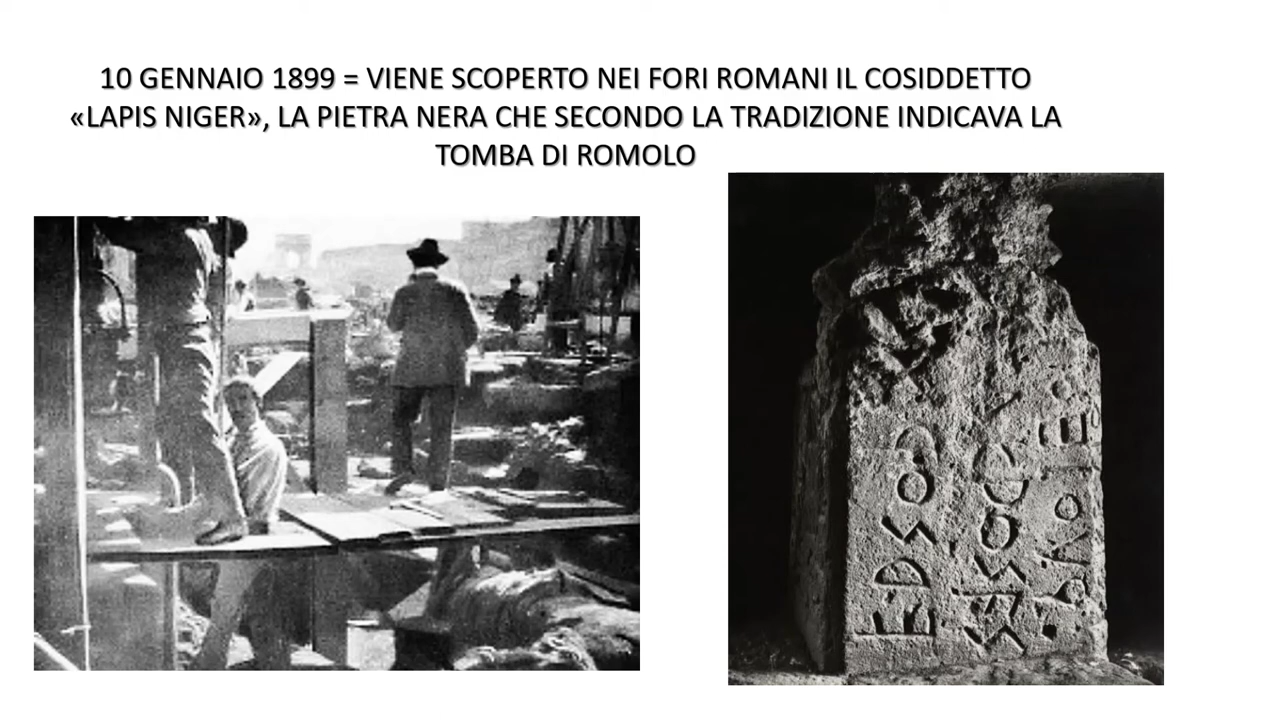 10 GENNAIO 1899 = VIENE SCOPERTO NEI FORI ROMANI IL COSIDDETTO
«LAPIS NIGER», LA PIETRA NERA CHE SECONDO LA TRADIZIONE INDICAVA LA
TOMBA DI ROMOLO